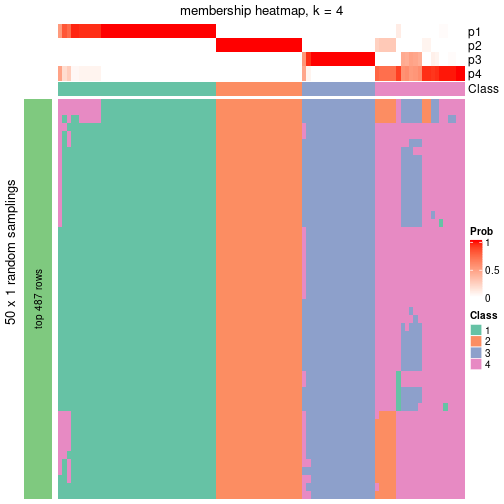 membership heatmap, k = 4
p1
p2
p3
p4
Class
50 x 1 random samplings
top 487 rows
Prob
1
0.5
0
Class
1
2
3
4